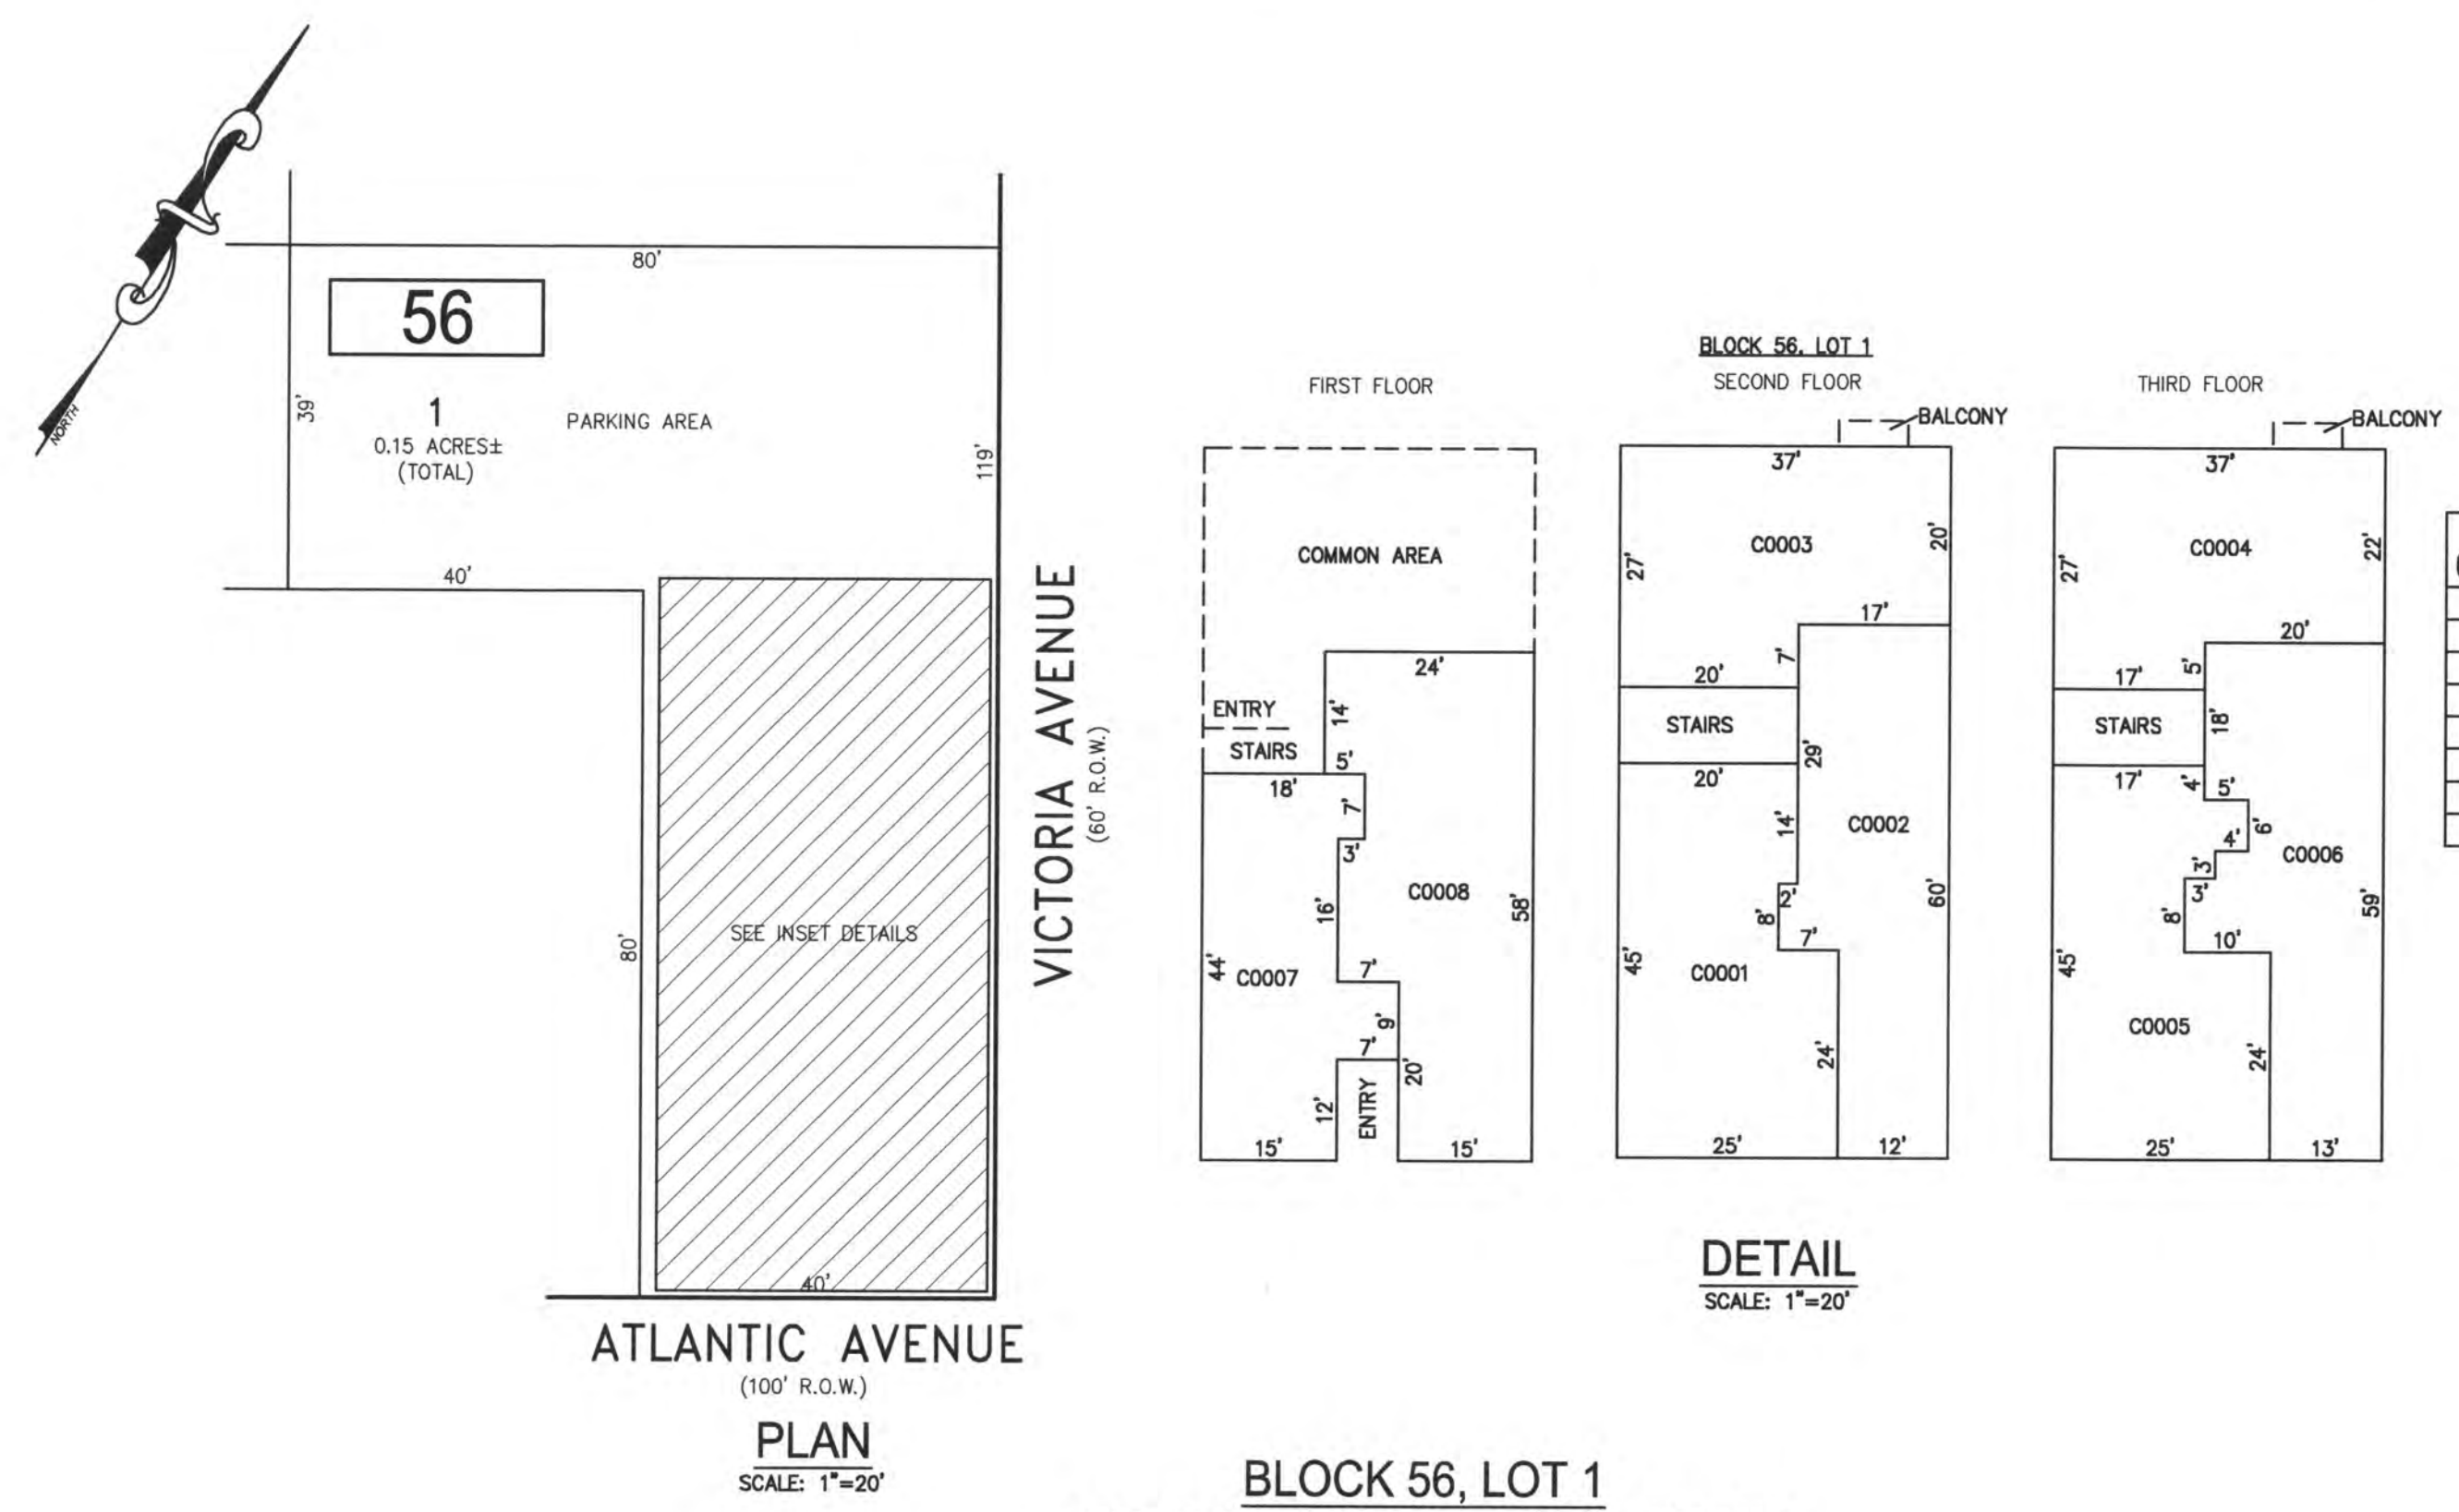 NORTH
80'
56
39'
1
0.15 ACRES±
(TOTAL)
PARKING AREA
119'
40'
80'
SEE INSET DETAILS
40'
VICTORIA AVENUE
(60' R.O.W.)
ATLANTIC AVENUE
(100' R.O.W.)
PLAN
SCALE: 1"=20'
FIRST FLOOR
COMMON AREA
24'
ENTRY
14'
STAIRS
5'
18'
7'
3'
C0008
16'
58'
44'
C0007
7'
9'
7'
20'
12'
ENTRY
15'
15'
BLOCK 56, LOT 1
SECOND FLOOR
BALCONY
37'
C0003
20'
27'
17'
7'
20'
STAIRS
29'
20'
14'
C0002
2'
8'
60'
7'
45'
C0001
24'
25'
12'
THIRD FLOOR
BALCONY
37'
C0004
22'
27'
20'
5'
17'
STAIRS
18'
17'
4'
5'
6'
4'
C0006
3'
3'
8'
59'
10'
45'
C0005
24'
25'
13'
DETAIL
SCALE: 1"=20'
BLOCK 56, LOT 1